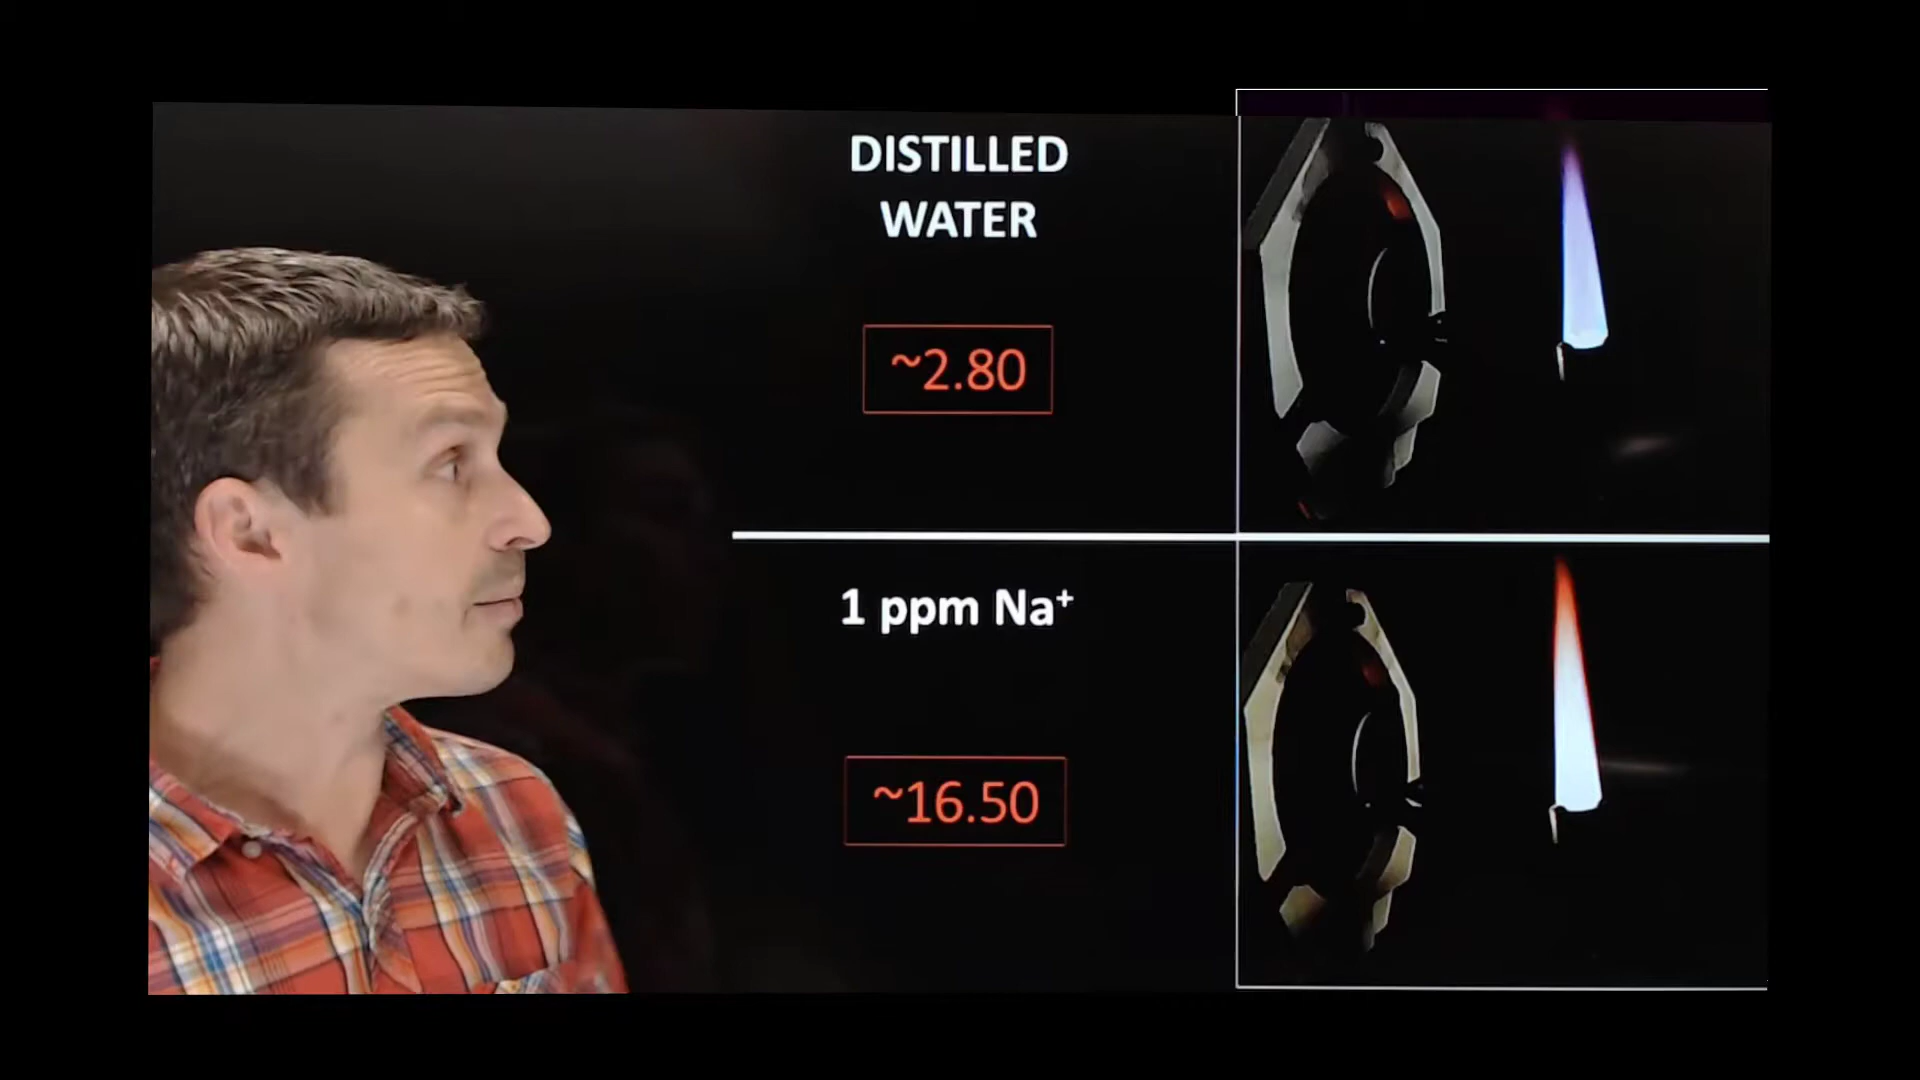 DISTILLED
WATER
~2.80
1 ppm Na⁺
~16.50